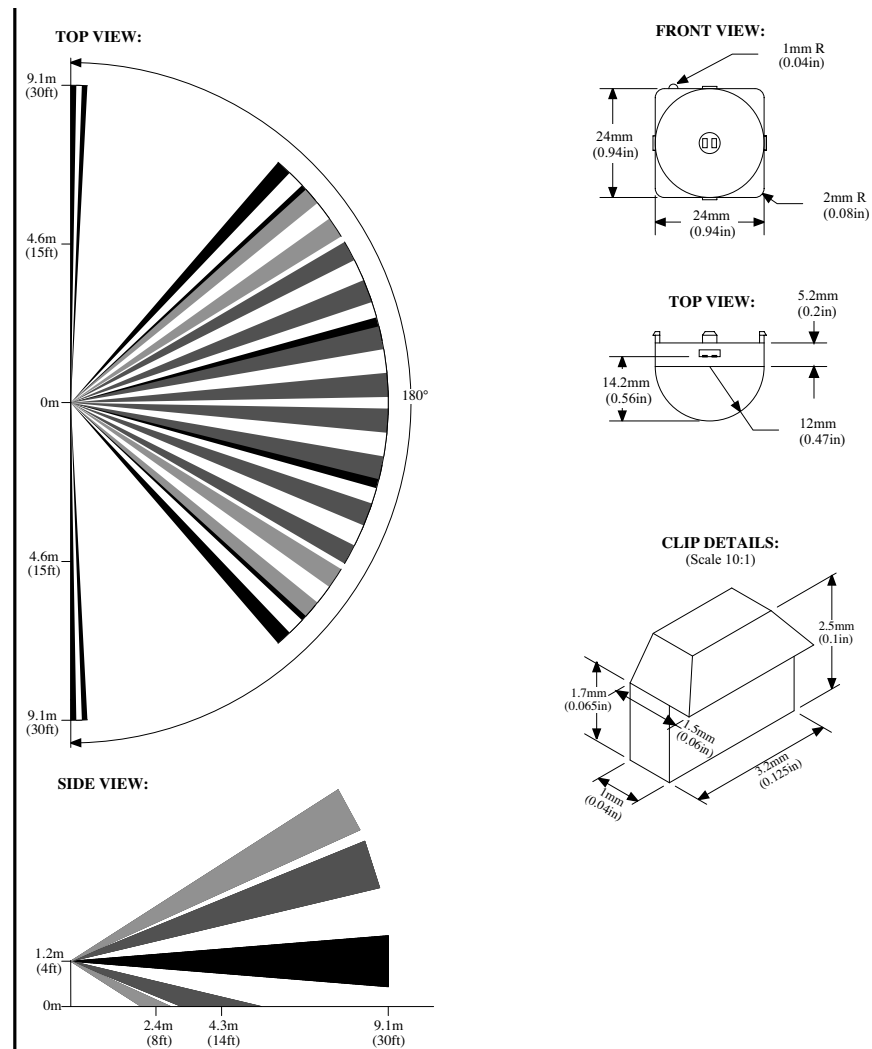 TOP VIEW:
9.1m
(30ft)
4.6m
(15ft)
0m
180°
4.6m
(15ft)
9.1m
(30ft)
SIDE VIEW:
1.2m
(4ft)
0m
2.4m
(8ft)
4.3m
(14ft)
9.1m
(30ft)
FRONT VIEW:
1mm R
(0.04in)
24mm
(0.94in)
2mm R
(0.08in)
24mm
(0.94in)
TOP VIEW:
5.2mm
(0.2in)
14.2mm
(0.56in)
12mm
(0.47in)
CLIP DETAILS:
(Scale 10:1)
2.5mm
(0.1in)
1.7mm
(0.065in)
1.5mm
(0.06in)
3.2mm
(0.125in)
1mm
(0.04in)